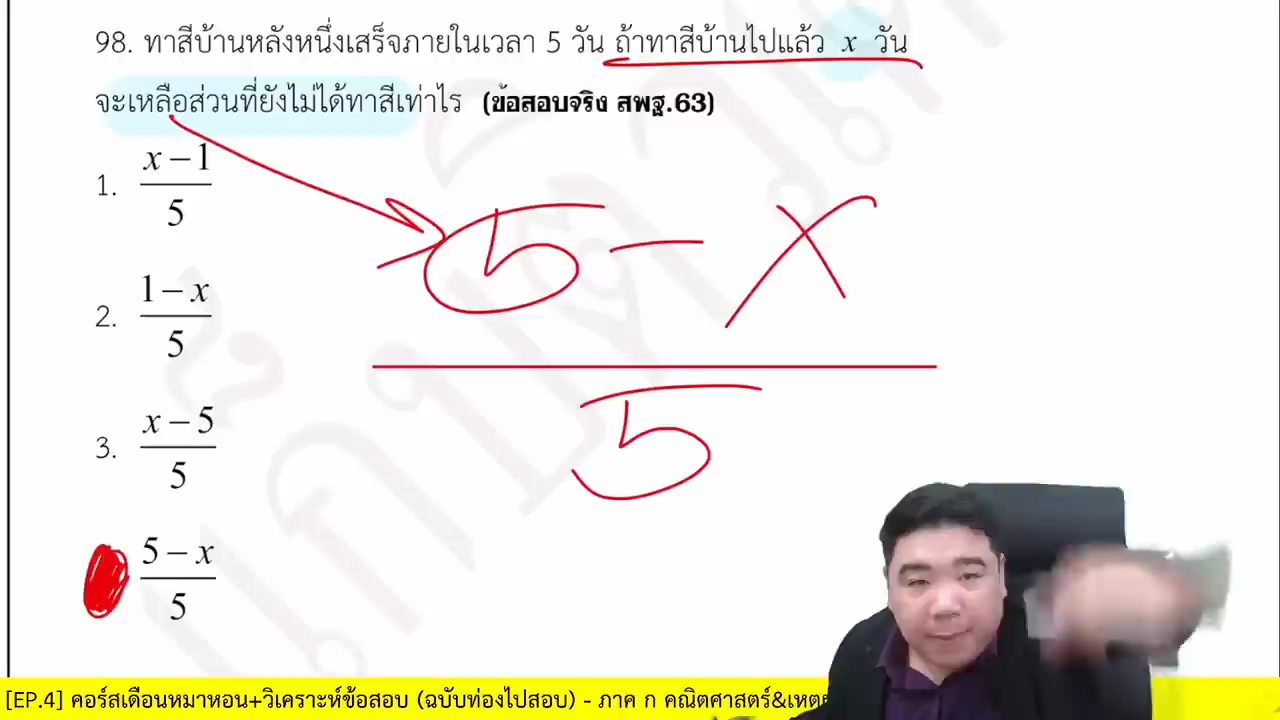 98. ทาสีบ้านหลังหนึ่งเสร็จภายในเวลา 5 วัน ถ้าทาสีบ้านไปแล้ว x วัน
จะเหลือส่วนที่ยังไม่ได้ทาสีเท่าไร (ข้อสอบจริง สพฐ.63)
1. x – 1
5
2. 1 – x
5
3. x – 5
5
5 – x
5
5 – x
5
[EP.4] คอร์สเดือนหมาหอน+วิเคราะห์ข้อสอบ (ฉบับท่องไปสอบ) - ภาค ก คณิตศาสตร์&